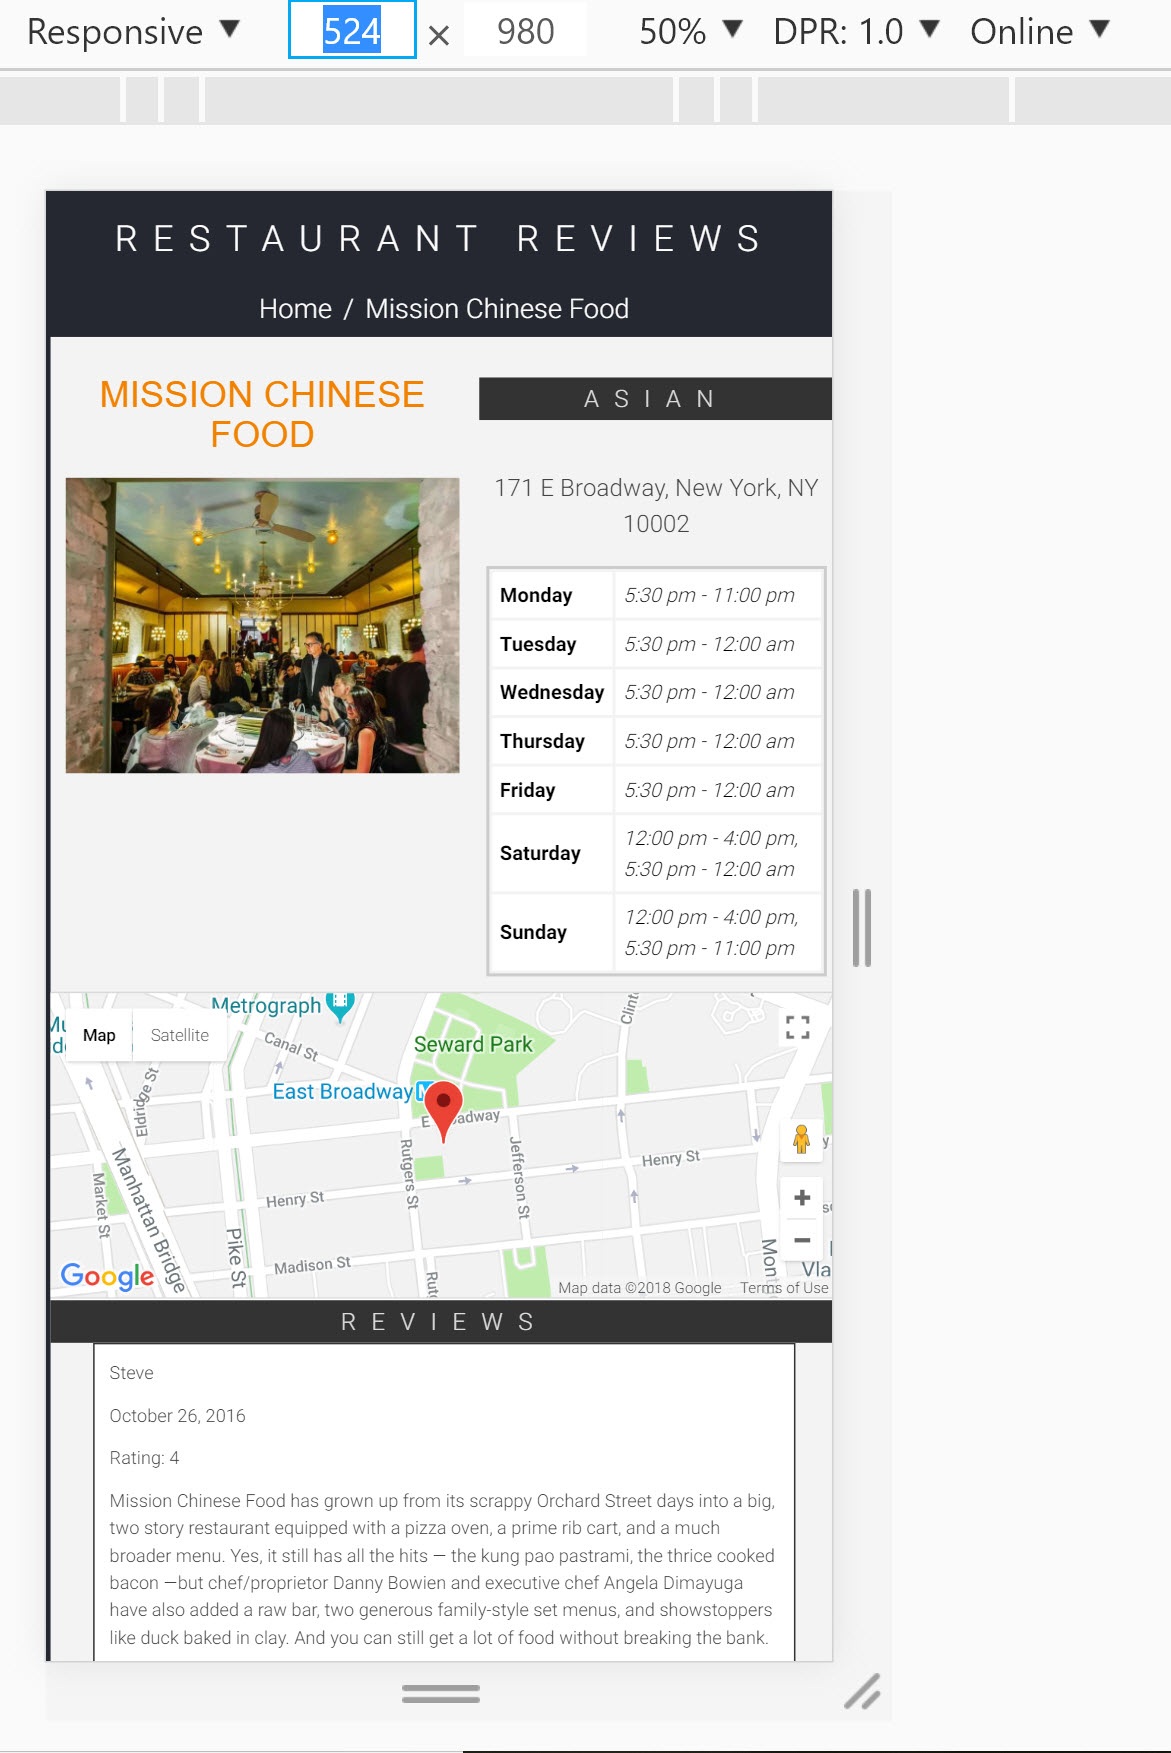 Responsive ▼ 524 × 980 50% ▼ DPR: 1.0 ▼ Online ▼
RESTAURANT REVIEWS
Home / Mission Chinese Food
MISSION CHINESE
FOOD
ASIAN
171 E Broadway, New York, NY
10002
Monday 5:30 pm - 11:00 pm
Tuesday 5:30 pm - 12:00 am
Wednesday 5:30 pm - 12:00 am
Thursday 5:30 pm - 12:00 am
Friday 5:30 pm - 12:00 am
Saturday 12:00 pm - 4:00 pm,
5:30 pm - 12:00 am
Sunday 12:00 pm - 4:00 pm,
5:30 pm - 11:00 pm
Metrograph
Map Satellite
Canal St
Seward Park
East Broadway
Eldridge St
Rutgers St
Jefferson St
Henry St
Market St
Manhattan Bridge
Henry St
Pike St
Madison St
Google
Map data ©2018 Google Terms of Use
REVIEWS
Steve
October 26, 2016
Rating: 4
Mission Chinese Food has grown up from its scrappy Orchard Street days into a big,
two story restaurant equipped with a pizza oven, a prime rib cart, and a much
broader menu. Yes, it still has all the hits — the kung pao pastrami, the thrice cooked
bacon —but chef/proprietor Danny Bowien and executive chef Angela Dimayuga
have also added a raw bar, two generous family-style set menus, and showstoppers
like duck baked in clay. And you can still get a lot of food without breaking the bank.